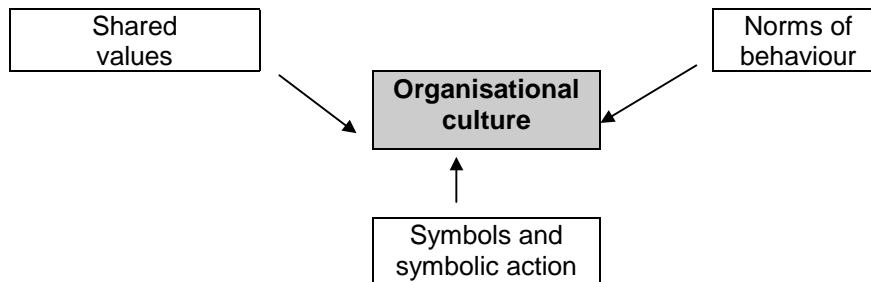 Shared
values
Norms of
behaviour
Organisational
culture
Symbols and
symbolic action